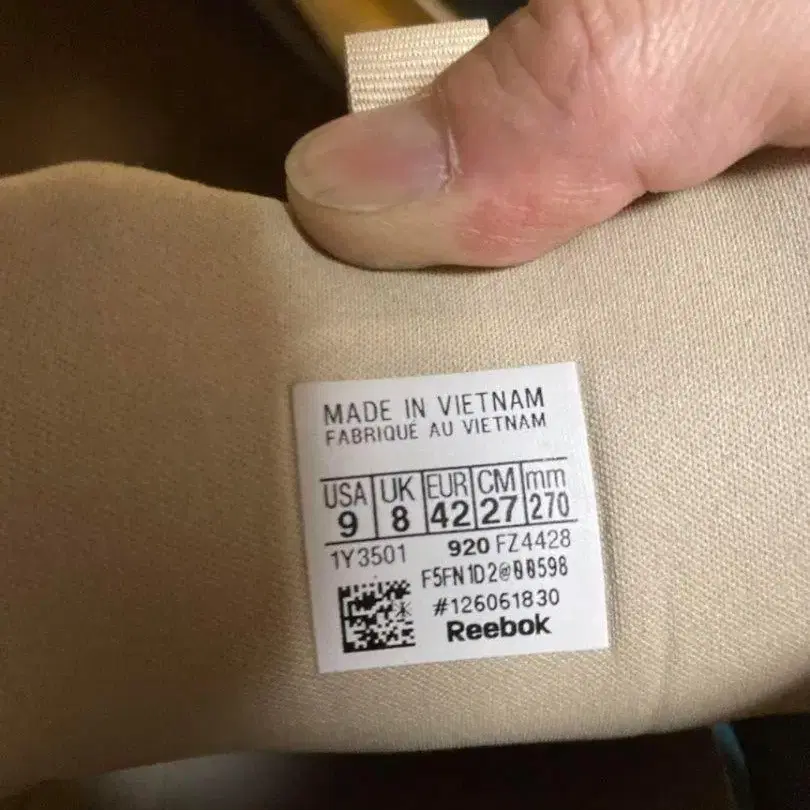 MADE IN VIETNAM
FABRIQUÉ AU VIETNAM
USA UK EUR CM mm
9 8 42 27 270
1Y3501 920 FZ4428
F5FN1D2@00598
#126061830
Reebok